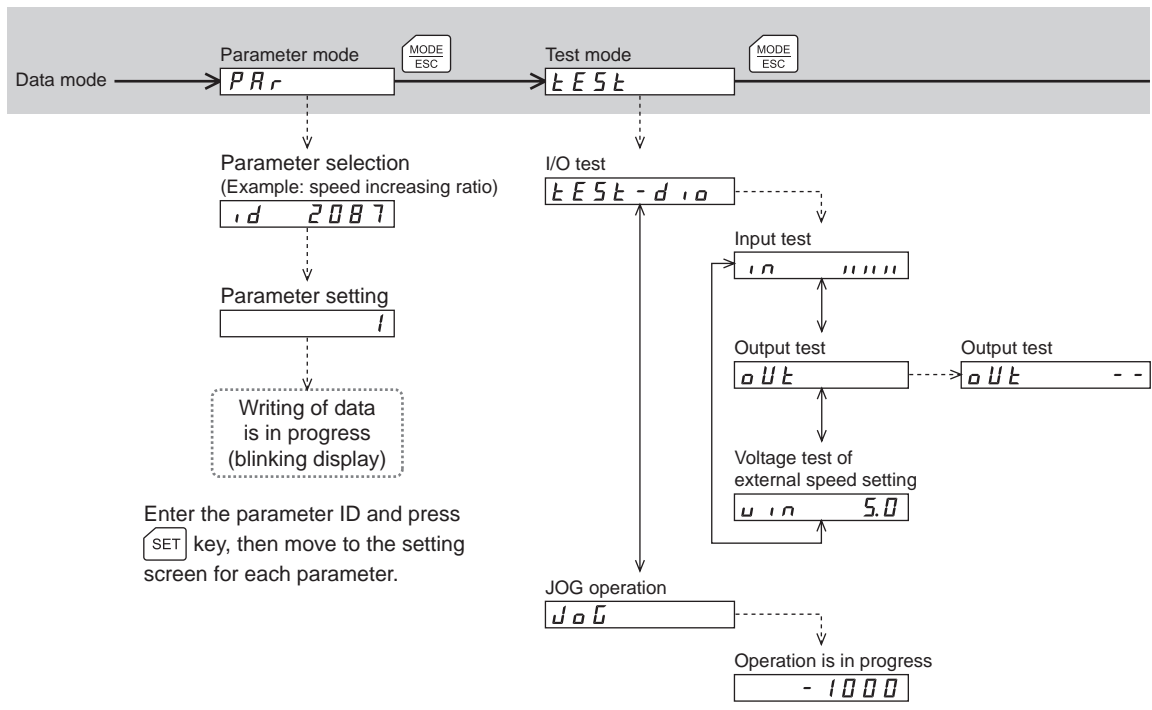 Parameter mode
MODE
ESC
Test mode
MODE
ESC
Data mode
PAr
tESt
Parameter selection
(Example: speed increasing ratio)
id 2087
Parameter setting
1
Writing of data
is in progress
(blinking display)
Enter the parameter ID and press
SET key, then move to the setting
screen for each parameter.
I/O test
tESt-dio
Input test
in
Output test
oUt
Output test
oUt --
Voltage test of
external speed setting
vin 5.0
JOG operation
JoG
Operation is in progress
-1000